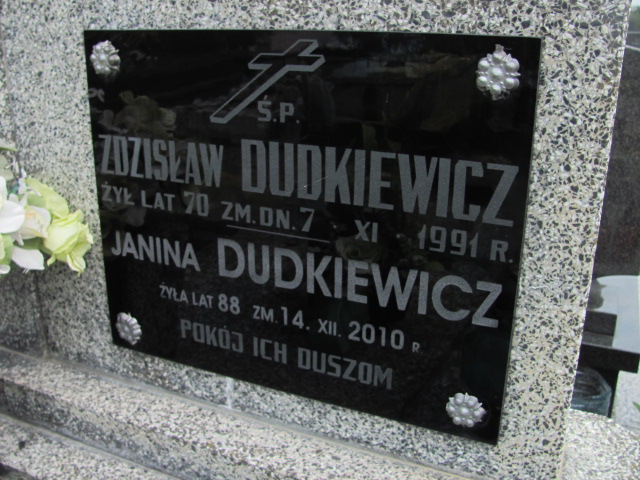 Ś.P.
ZDZISŁAW DUDKIEWICZ
ŻYŁ LAT 70 ZM. DN. 7 XI 1991 R.
JANINA DUDKIEWICZ
ŻYŁA LAT 88 ZM. 14. XII. 2010 R.
POKÓJ ICH DUSZOM